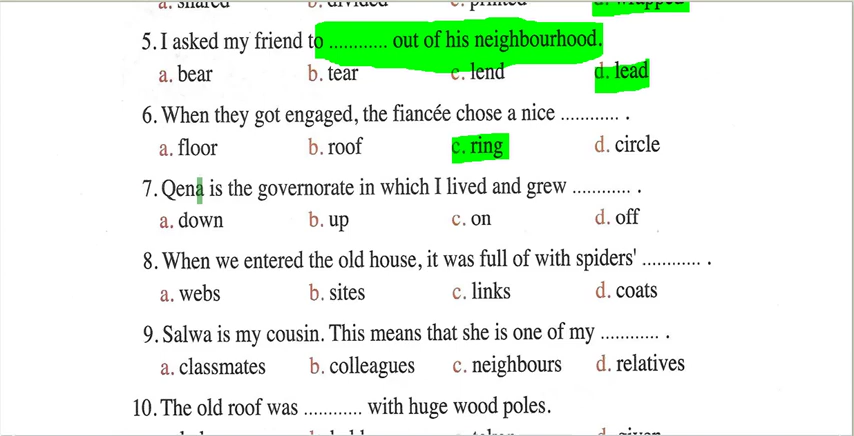 a. shared b. divided c. printed d. wrapped
5. I asked my friend to ............ out of his neighbourhood.
a. bear b. tear c. lend d. lead
6. When they got engaged, the fiancée chose a nice ............ .
a. floor b. roof c. ring d. circle
7. Qena is the governorate in which I lived and grew ............ .
a. down b. up c. on d. off
8. When we entered the old house, it was full of with spiders' ............ .
a. webs b. sites c. links d. coats
9. Salwa is my cousin. This means that she is one of my ............ .
a. classmates b. colleagues c. neighbours d. relatives
10. The old roof was ............ with huge wood poles.